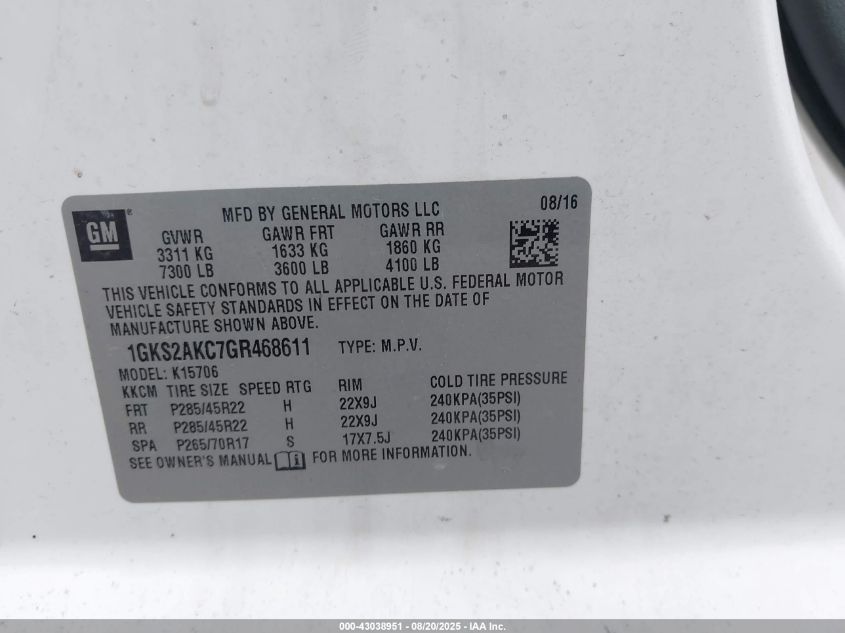 GM ®
MFD BY GENERAL MOTORS LLC 08/16
GVWR GAWR FRT GAWR RR
3311 KG 1633 KG 1860 KG
7300 LB 3600 LB 4100 LB
THIS VEHICLE CONFORMS TO ALL APPLICABLE U.S. FEDERAL MOTOR
VEHICLE SAFETY STANDARDS IN EFFECT ON THE DATE OF
MANUFACTURE SHOWN ABOVE.
1GKS2AKC7GR468611 TYPE: M.P.V.
MODEL: K15706
KKCM TIRE SIZE SPEED RTG RIM COLD TIRE PRESSURE
FRT P285/45R22 H 22X9J 240KPA(35PSI)
RR P285/45R22 H 22X9J 240KPA(35PSI)
SPA P265/70R17 S 17X7.5J 240KPA(35PSI)
SEE OWNER'S MANUAL FOR MORE INFORMATION.
000-43038951 - 08/20/2025 - IAA Inc.